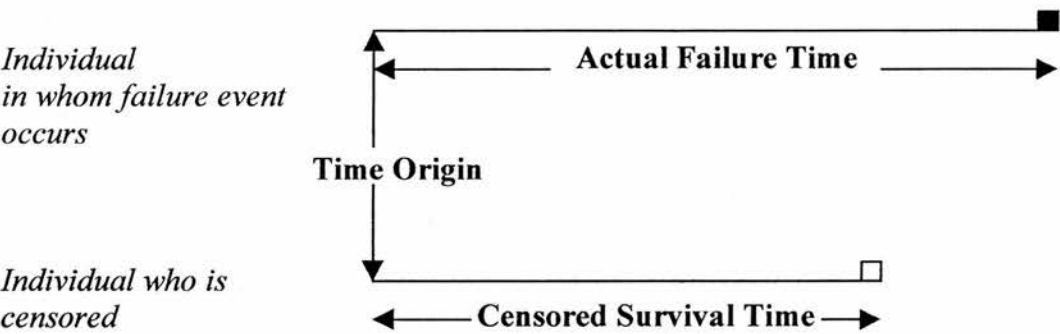 Individual
in whom failure event
occurs
Actual Failure Time
Time Origin
Individual who is
censored
Censored Survival Time